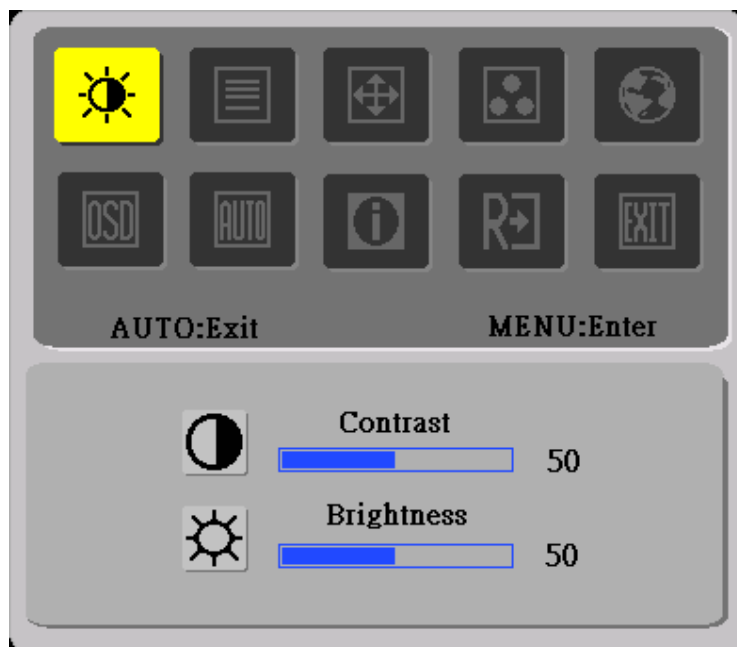 OSD AUTO R EXIT
AUTO:Exit MENU:Enter
Contrast
50
Brightness
50